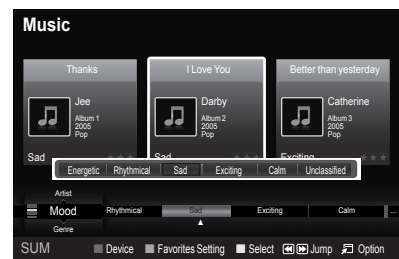 Music
Thanks I Love You Better than yesterday
Jee Darby Catherine
Album 1 Album 2 Album 3
2005 2005 2005
Pop Pop Pop
Sad Sad Exciting
Energetic Rhythmical Sad Exciting Calm Unclassified
Artist
Mood Rhythmical Sad Exciting Calm ...
Genre
SUM Device Favorites Setting Select Jump Option